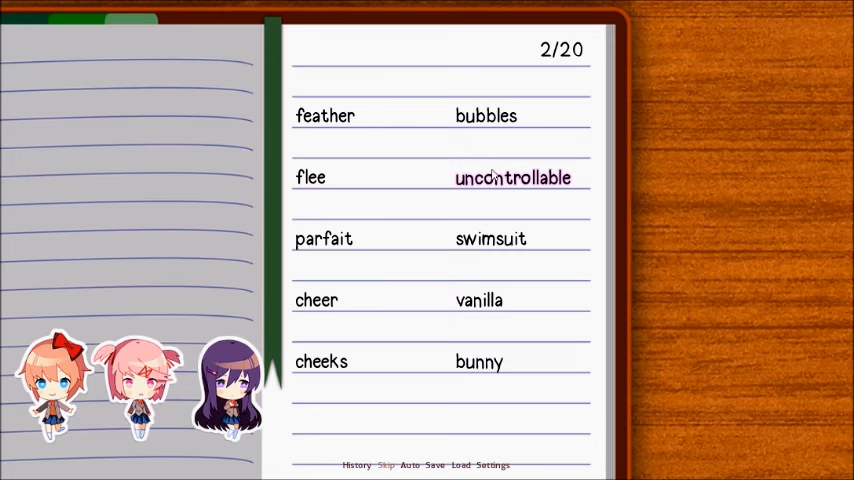 2/20
feather bubbles
flee uncontrollable
parfait swimsuit
cheer vanilla
cheeks bunny
History Skip Auto Save Load Settings